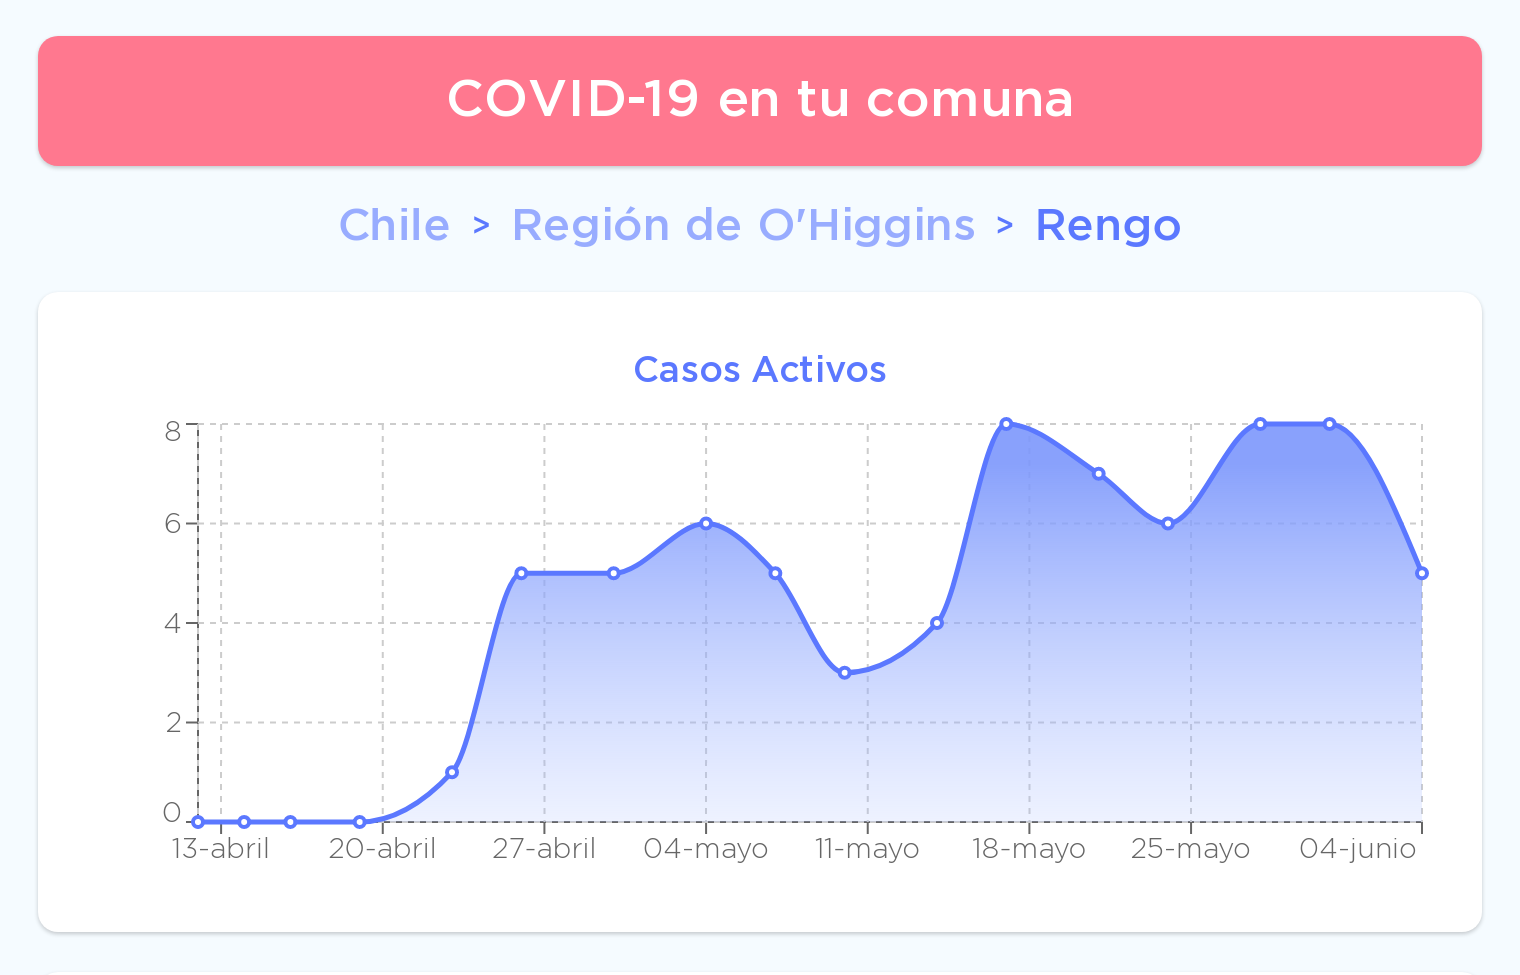 COVID-19 en tu comuna
Chile > Región de O'Higgins > Rengo
Casos Activos
8
6
4
2
0
13-abril 20-abril 27-abril 04-mayo 11-mayo 18-mayo 25-mayo 04-junio